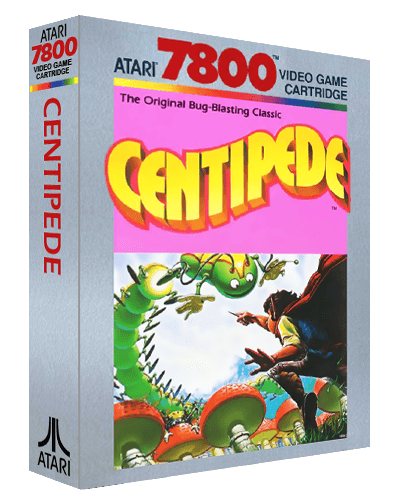 ATARI
7800
VIDEO GAME
CARTRIDGE
CENTIPEDE
ATARI
ATARI® 7800™ VIDEO GAME
CARTRIDGE
The Original Bug-Blasting Classic
CENTIPEDE
™